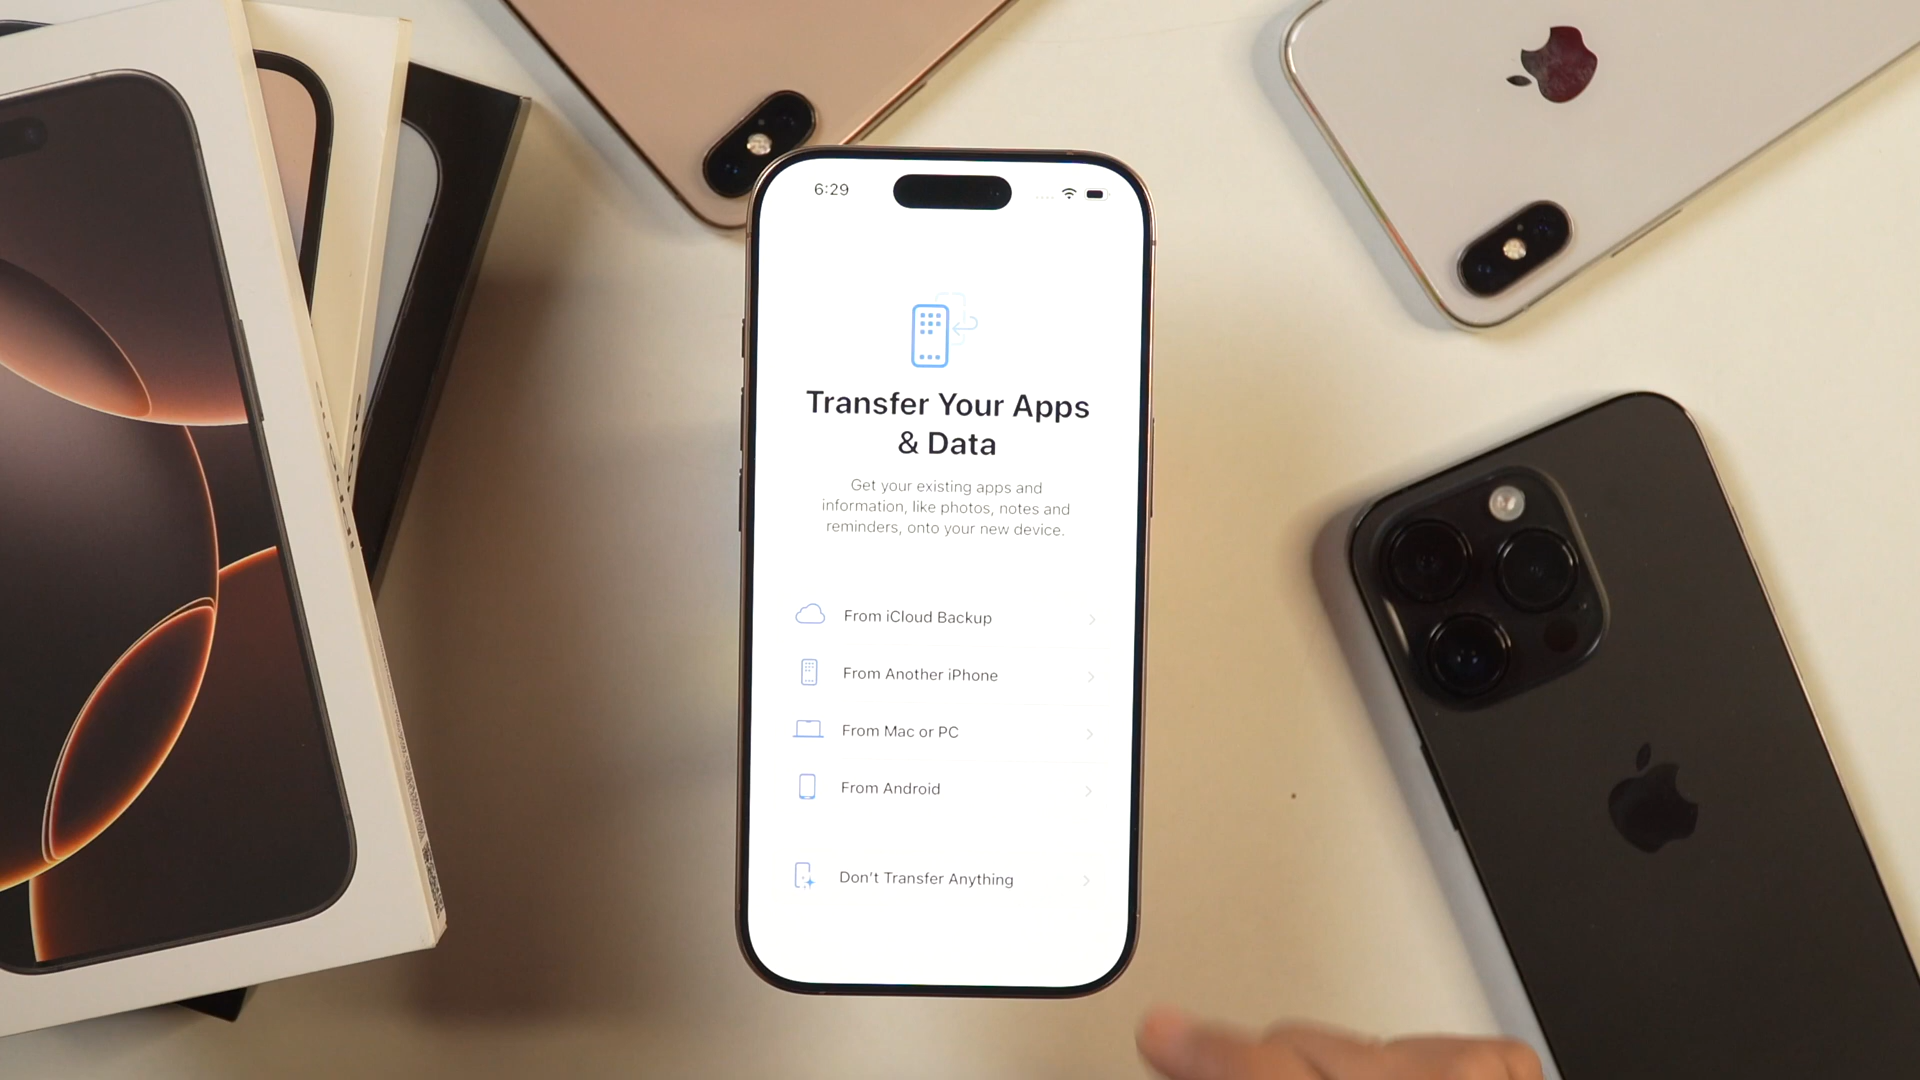 6:29
Transfer Your Apps
& Data
Get your existing apps and
information, like photos, notes and
reminders, onto your new device.
From iCloud Backup
From Another iPhone
From Mac or PC
From Android
Don't Transfer Anything